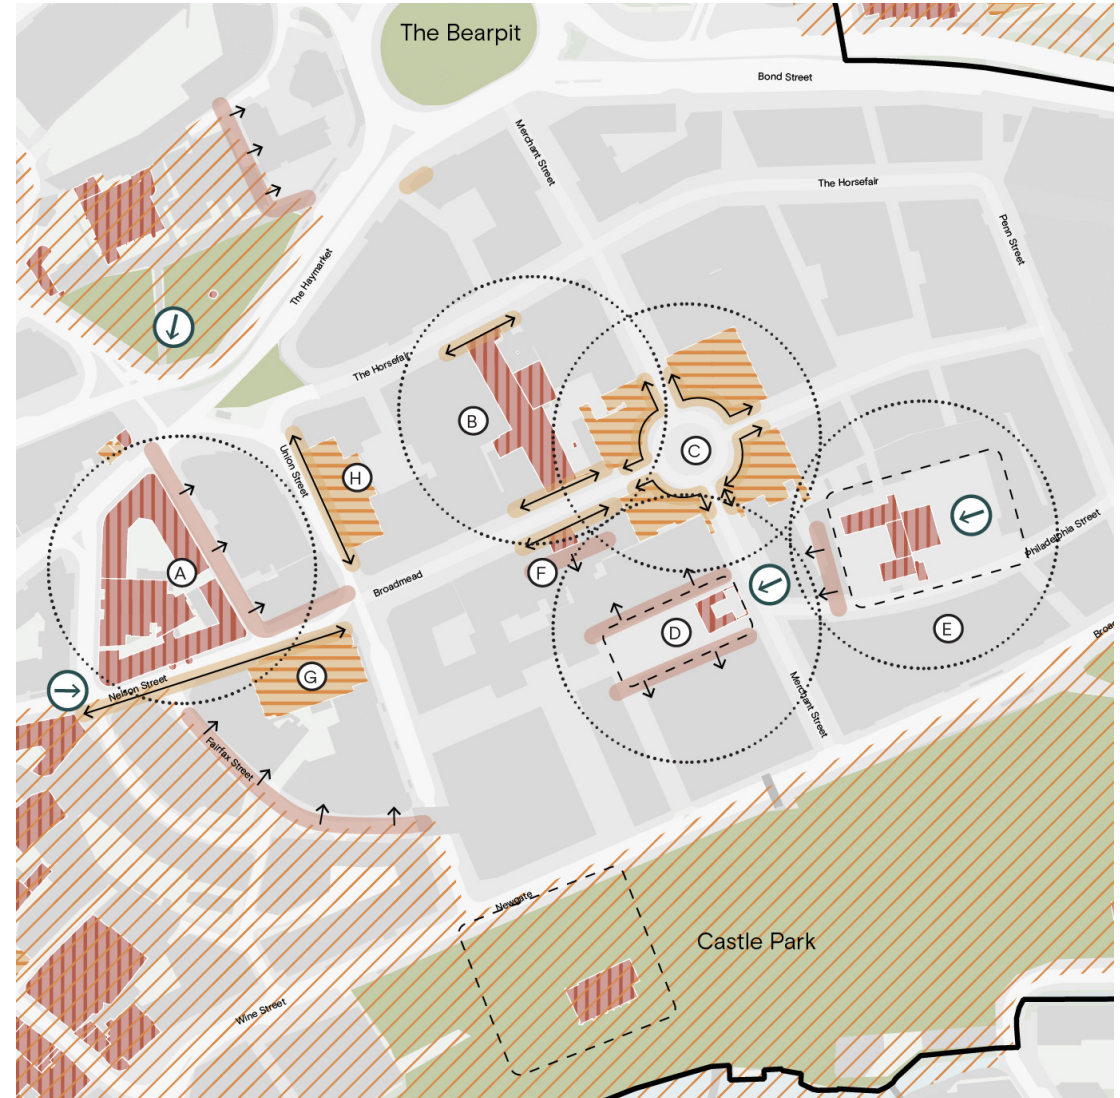 The Bearpit
Bond Street
Merchant Street
The Horsefair
Penn Street
The Haymarket
The Horsefair
B
C
Union Street
H
A
Broadmead
F
Philadelphia Street
D
E
Broad
G
Nelson Street
Merchant Street
Fairfax Street
Newgate
Castle Park
Wine Street